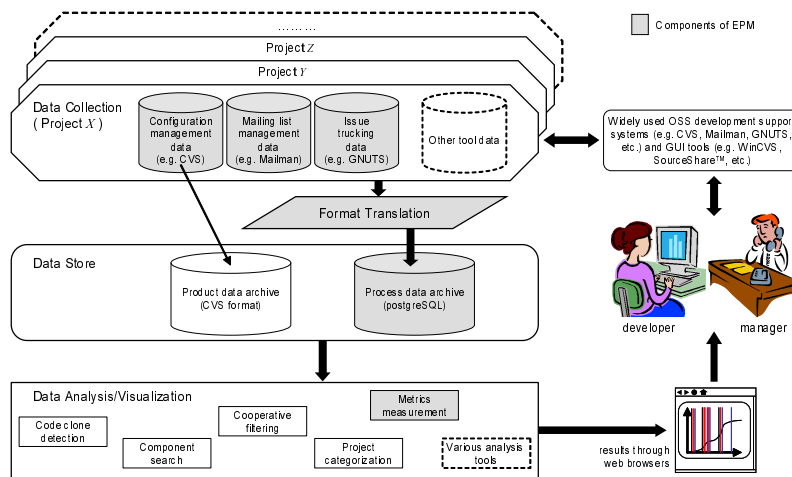 ………
Components of EPM
Project Z
Project Y
Data Collection
( Project X )
Configuration
management
data
(e.g. CVS)
Mailing list
management
data
(e.g. Mailman)
Issue
trucking
data
(e.g. GNUTS)
Other tool data
Widely used OSS development support
systems (e.g. CVS, Mailman, GNUTS,
etc.) and GUI tools (e.g. WinCVS,
SourceShare™, etc.)
Format Translation
Data Store
Product data archive
(CVS format)
Process data archive
(postgreSQL)
developer
manager
Data Analysis/Visualization
Metrics
measurement
Code clone
detection
Cooperative
filtering
Component
search
Project
categorization
Various analysis
tools
results through
web browsers